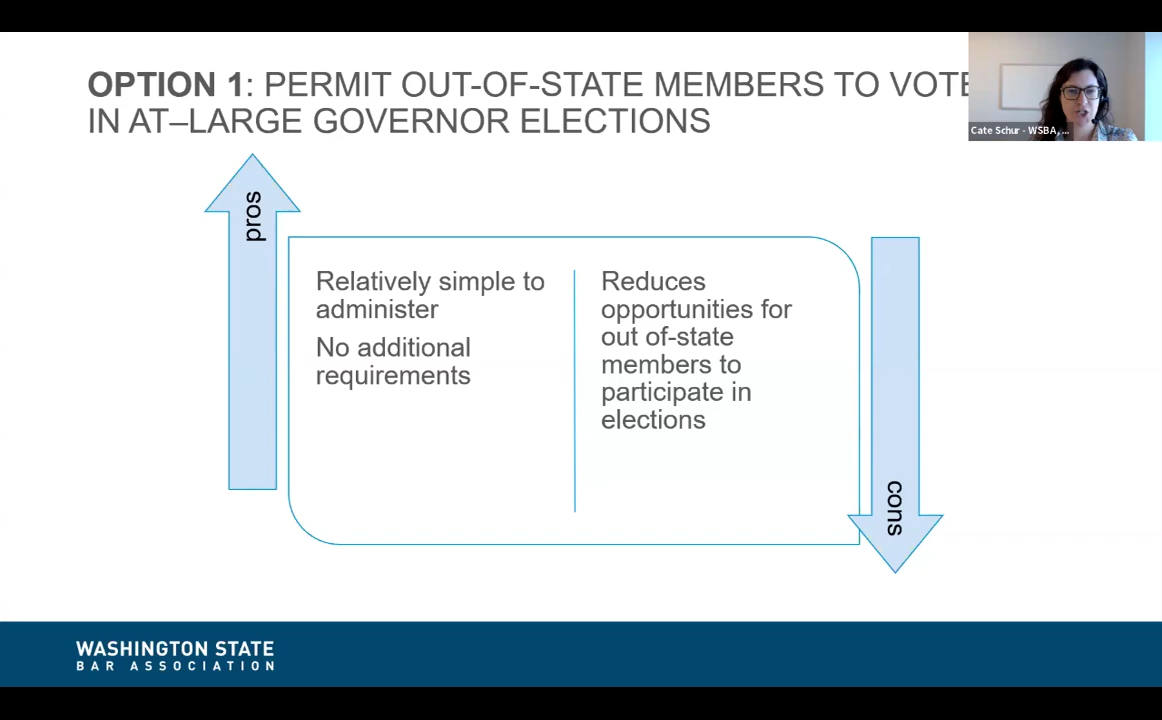 OPTION 1: PERMIT OUT-OF-STATE MEMBERS TO VOTE
IN AT–LARGE GOVERNOR ELECTIONS
Cate Schur - WSBA, ...
pros
Relatively simple to
administer
No additional
requirements
Reduces
opportunities for
out of-state
members to
participate in
elections
cons
WASHINGTON STATE
BAR ASSOCIATION